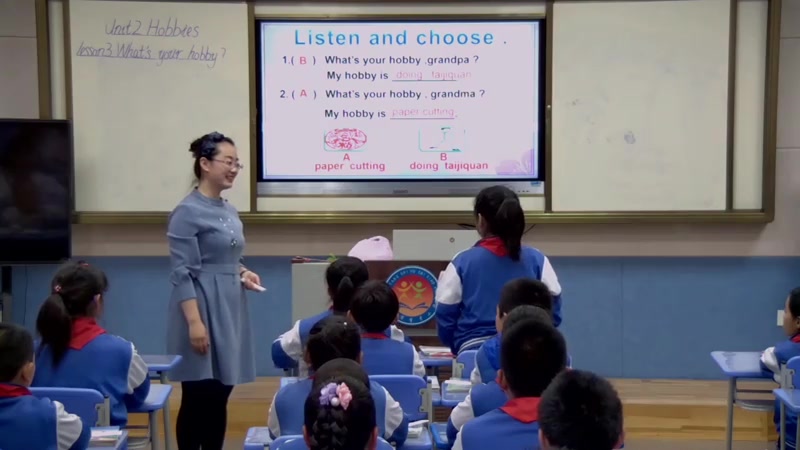 Unit2 Hobbies
lesson3 What's your hobby?
Listen and choose .
1.( B ) What's your hobby ,grandpa ?
My hobby is doing taijiquan
2. ( A ) What's your hobby , grandma ?
My hobby is paper cutting.
A B
paper cutting doing taijiquan